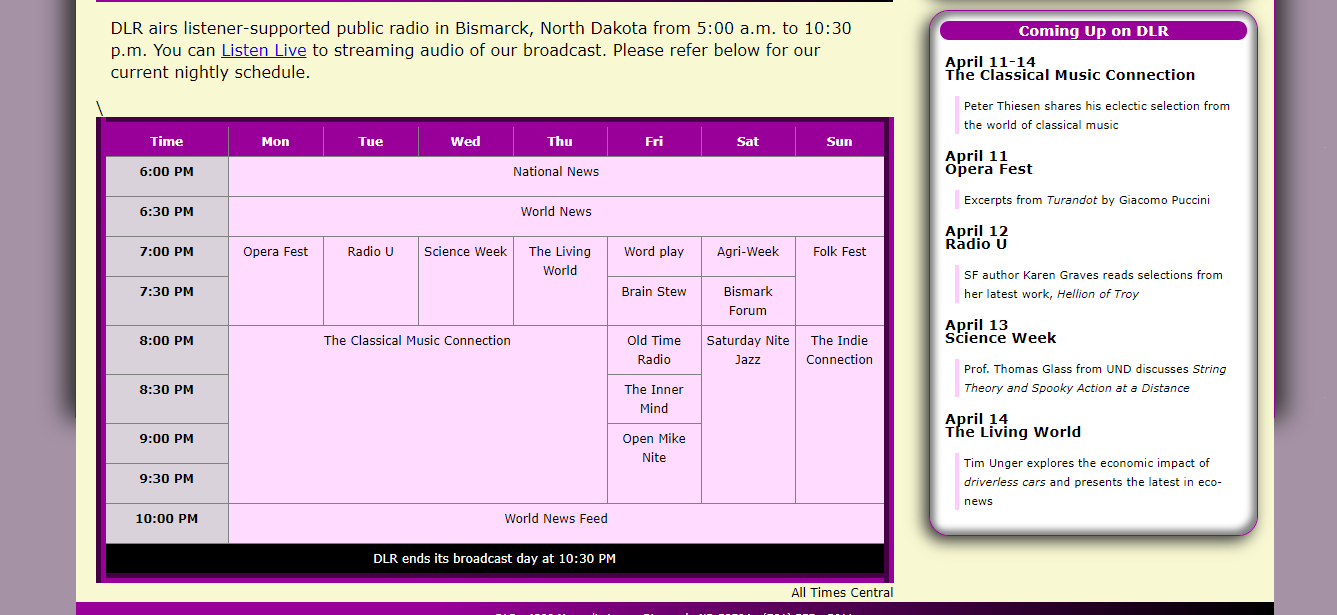 DLR airs listener-supported public radio in Bismarck, North Dakota from 5:00 a.m. to 10:30
p.m. You can Listen Live to streaming audio of our broadcast. Please refer below for our
current nightly schedule.
\
Time Mon Tue Wed Thu Fri Sat Sun
6:00 PM National News
6:30 PM World News
7:00 PM Opera Fest Radio U Science Week The Living Word play Agri-Week Folk Fest
World
7:30 PM Brain Stew Bismark
Forum
8:00 PM The Classical Music Connection Old Time Saturday Nite The Indie
Radio Jazz Connection
8:30 PM The Inner
Mind
9:00 PM Open Mike
Nite
9:30 PM
10:00 PM World News Feed
DLR ends its broadcast day at 10:30 PM
All Times Central
Coming Up on DLR
April 11-14
The Classical Music Connection
Peter Thiesen shares his eclectic selection from
the world of classical music
April 11
Opera Fest
Excerpts from Turandot by Giacomo Puccini
April 12
Radio U
SF author Karen Graves reads selections from
her latest work, Hellion of Troy
April 13
Science Week
Prof. Thomas Glass from UND discusses String
Theory and Spooky Action at a Distance
April 14
The Living World
Tim Unger explores the economic impact of
driverless cars and presents the latest in eco-
news